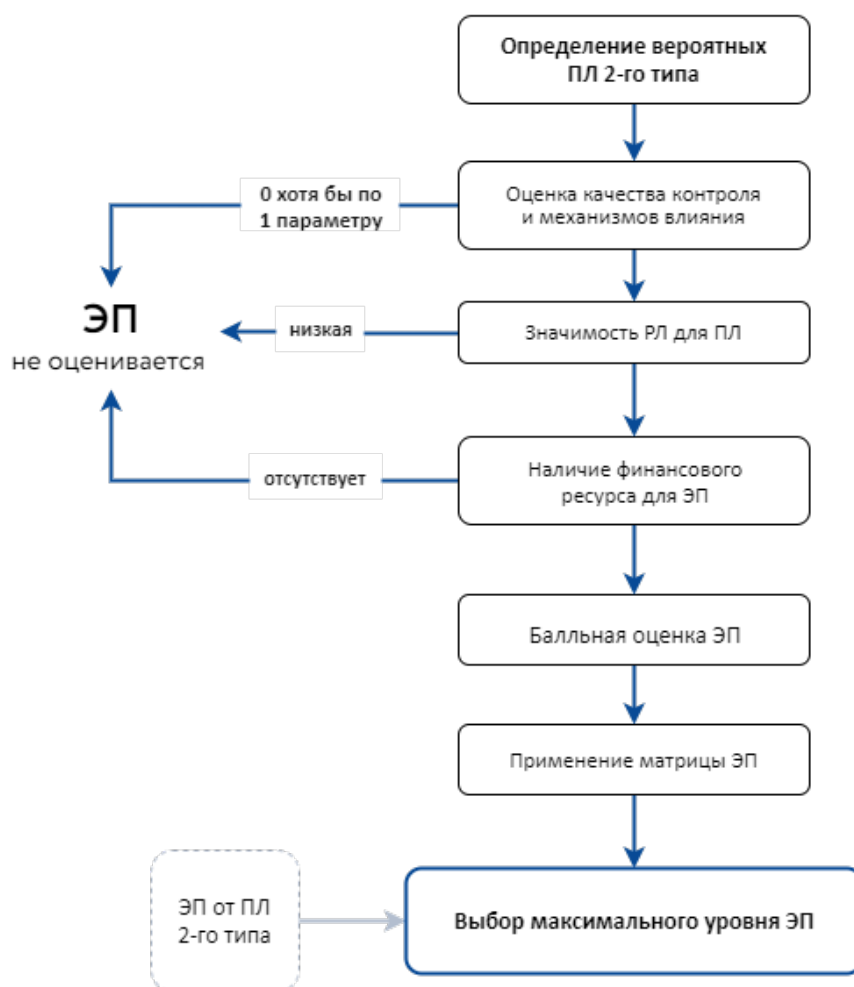 Определение вероятных
ПЛ 2-го типа
0 хотя бы по
1 параметру
Оценка качества контроля
и механизмов влияния
ЭП
не оценивается
низкая
Значимость РЛ для ПЛ
отсутствует
Наличие финансового
ресурса для ЭП
Балльная оценка ЭП
Применение матрицы ЭП
ЭП от ПЛ
2-го типа
Выбор максимального уровня ЭП